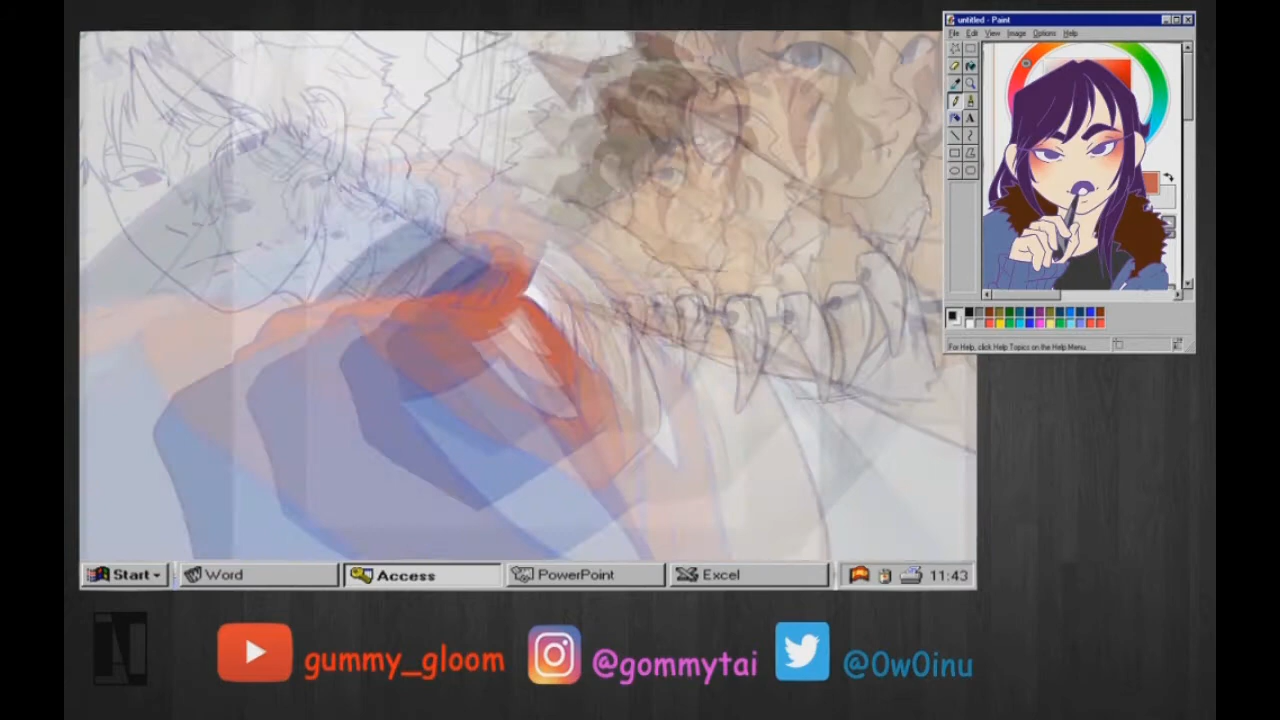 untitled - Paint
File Edit View Image Options Help
A
For Help, click Help Topics on the Help Menu.
Start Word Access PowerPoint Excel 11:43
gummy_gloom @gommytai @OwOinu